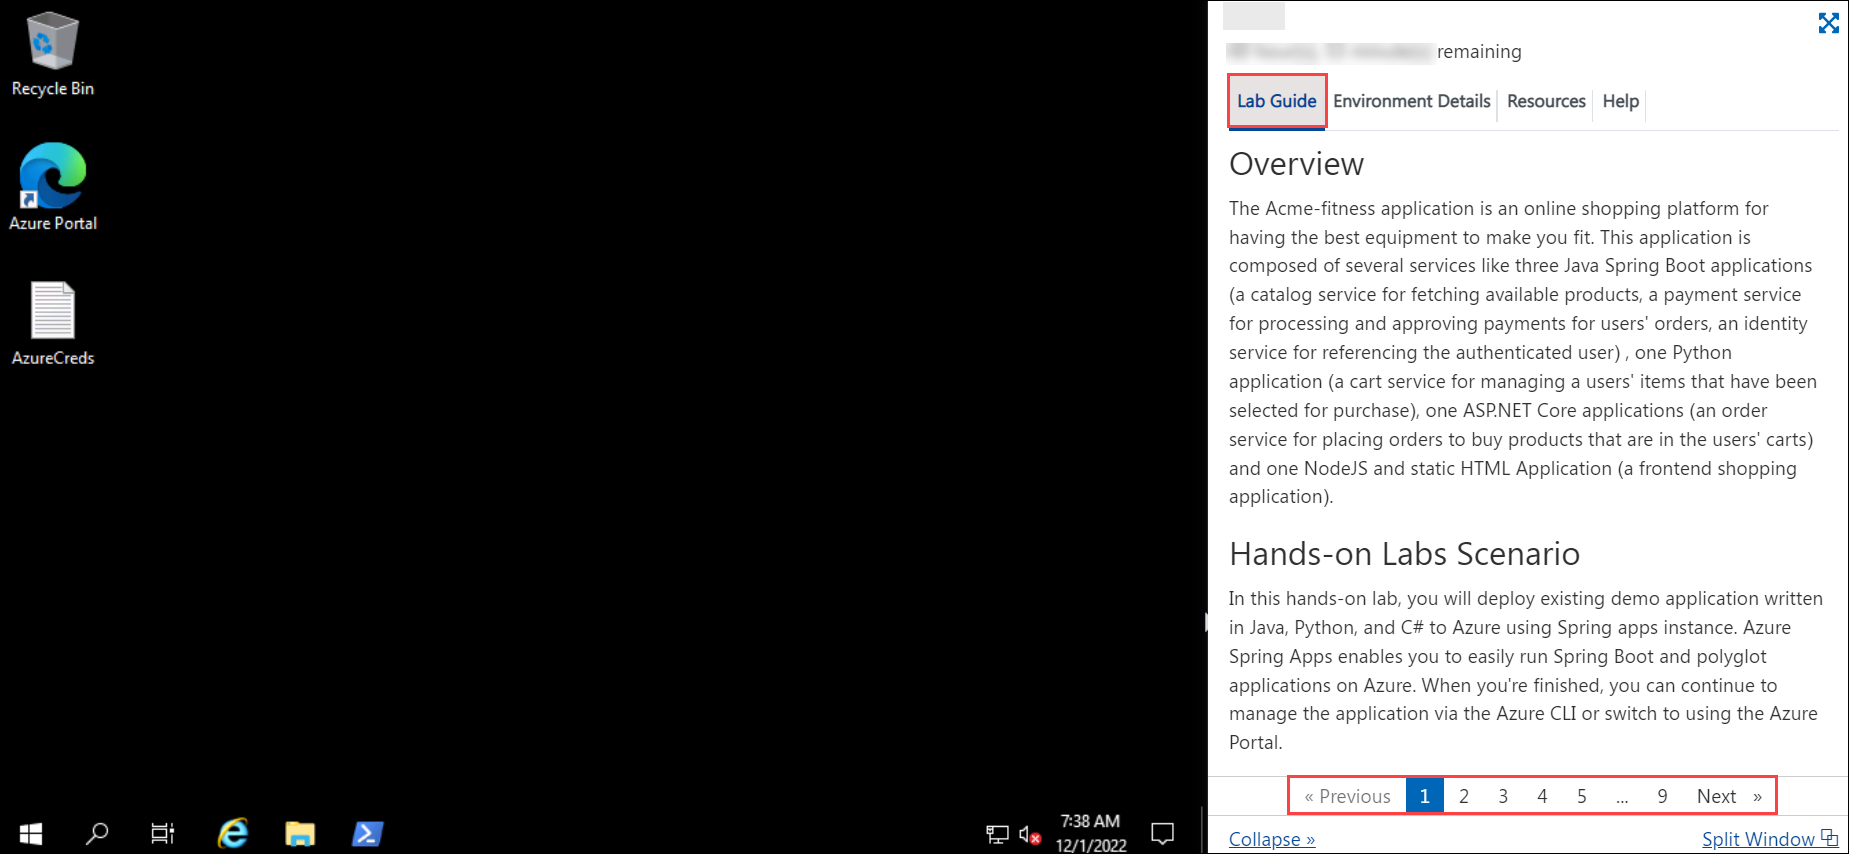 Recycle Bin
Azure Portal
AzureCreds
7:38 AM
12/1/2022
remaining
Lab Guide Environment Details Resources Help
Overview
The Acme-fitness application is an online shopping platform for
having the best equipment to make you fit. This application is
composed of several services like three Java Spring Boot applications
(a catalog service for fetching available products, a payment service
for processing and approving payments for users' orders, an identity
service for referencing the authenticated user) , one Python
application (a cart service for managing a users' items that have been
selected for purchase), one ASP.NET Core applications (an order
service for placing orders to buy products that are in the users' carts)
and one NodeJS and static HTML Application (a frontend shopping
application).
Hands-on Labs Scenario
In this hands-on lab, you will deploy existing demo application written
in Java, Python, and C# to Azure using Spring apps instance. Azure
Spring Apps enables you to easily run Spring Boot and polyglot
applications on Azure. When you're finished, you can continue to
manage the application via the Azure CLI or switch to using the Azure
Portal.
« Previous 1 2 3 4 5 ... 9 Next »
Collapse » Split Window